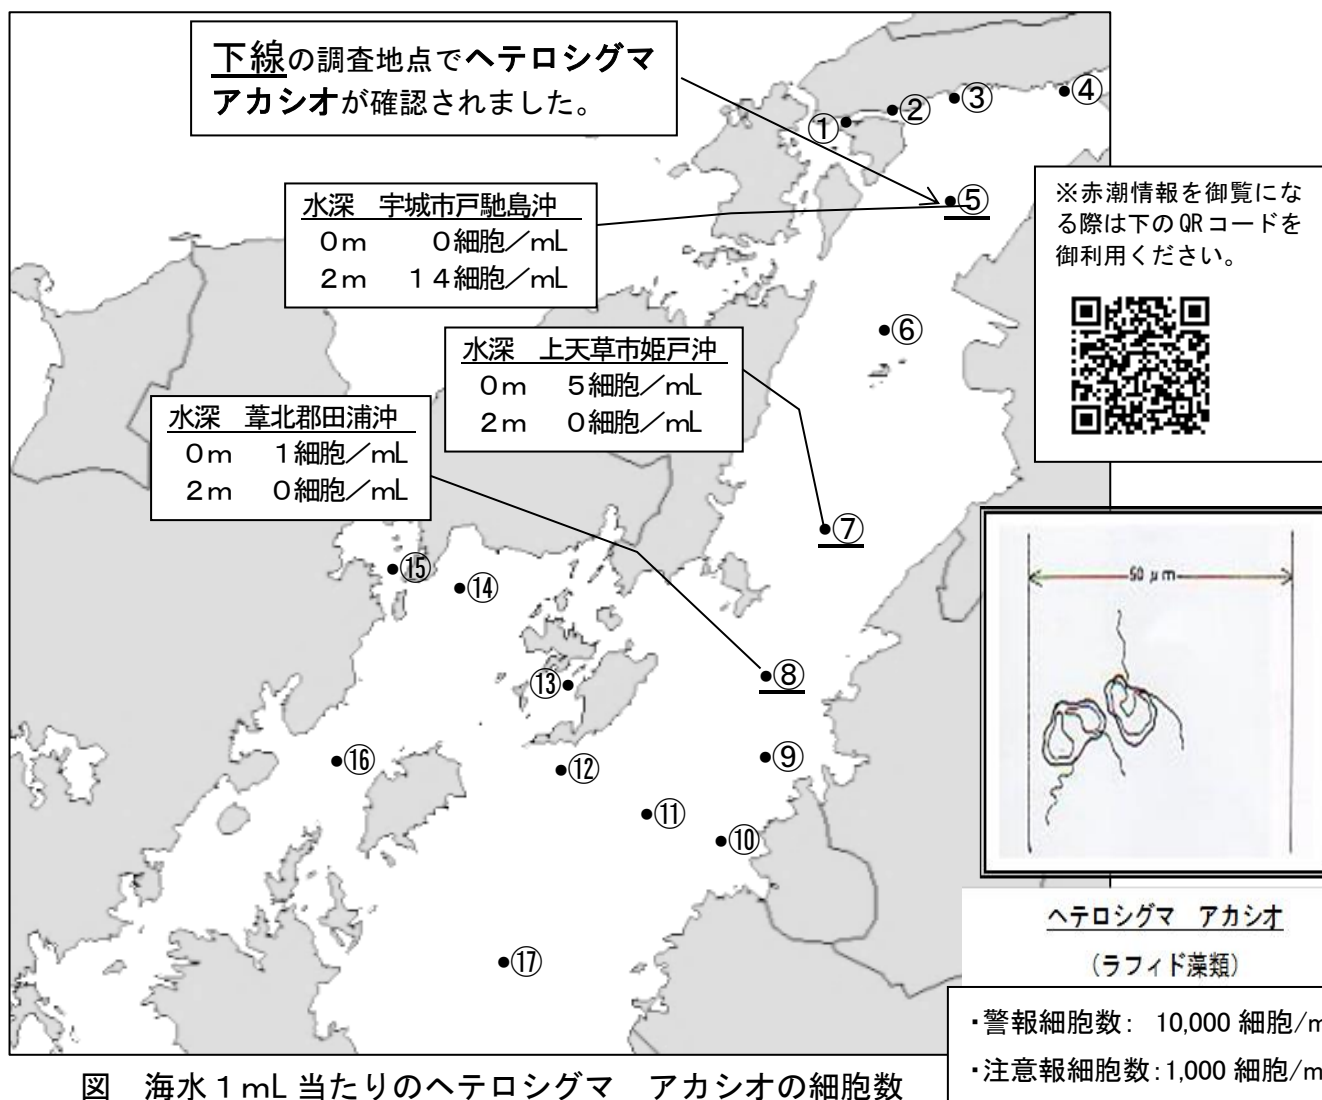 下線の調査地点でヘテロシグマ
アカシオが確認されました。
①
②
③
④
⑤
水深　宇城市戸馳島沖
0m　0細胞／mL
2m　14細胞／mL
※赤潮情報を御覧にな
る際は下のQRコードを
御利用ください。
⑥
水深　上天草市姫戸沖
0m　5細胞／mL
2m　0細胞／mL
水深　葦北郡田浦沖
0m　1細胞／mL
2m　0細胞／mL
⑦
50 μm
⑮
⑭
⑧
⑬
⑨
⑯
⑫
⑪
⑩
⑰
ヘテロシグマ　アカシオ
（ラフィド藻類）
・警報細胞数：　10,000 細胞/m
・注意報細胞数：1,000 細胞/m
図　海水１mL 当たりのヘテロシグマ　アカシオの細胞数